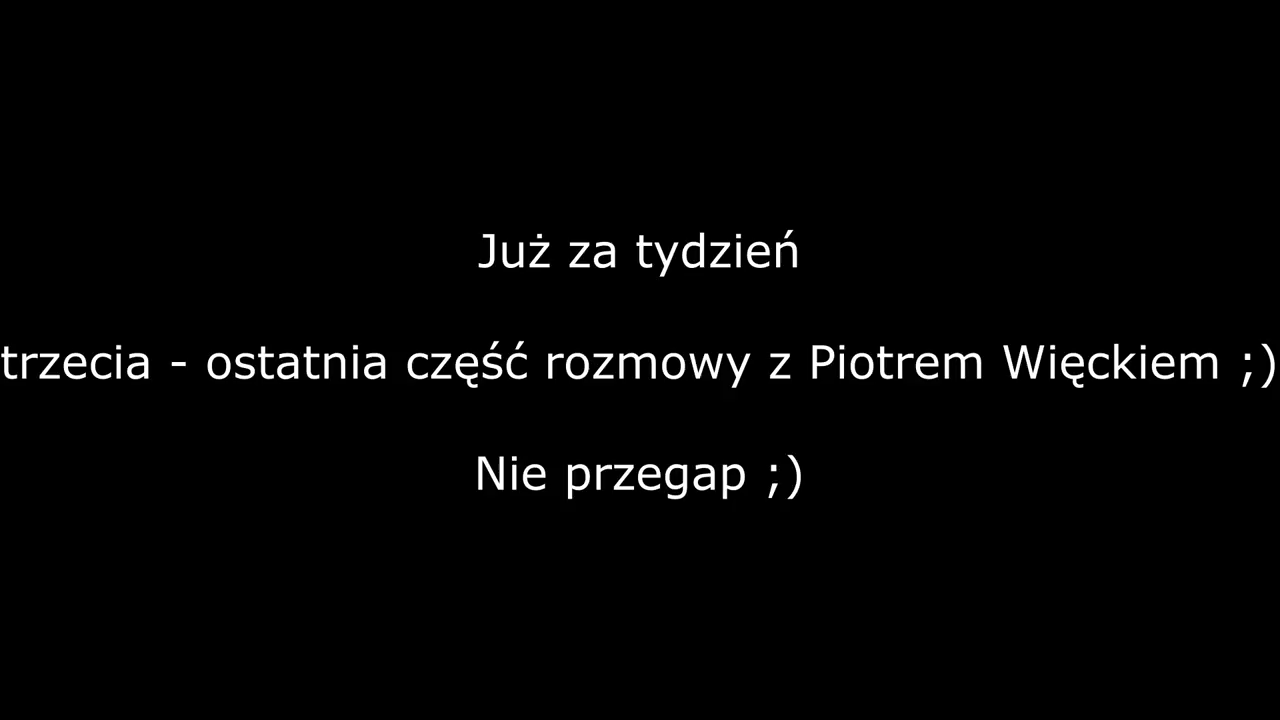 Już za tydzień
trzecia - ostatnia część rozmowy z Piotrem Więckiem ;)
Nie przegap ;)